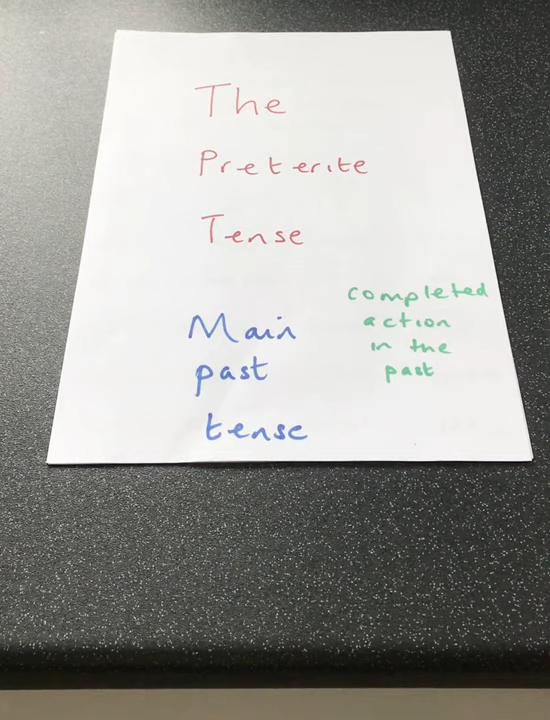 The
Preterite
Tense
Main
past
tense
completed
action
in the
past